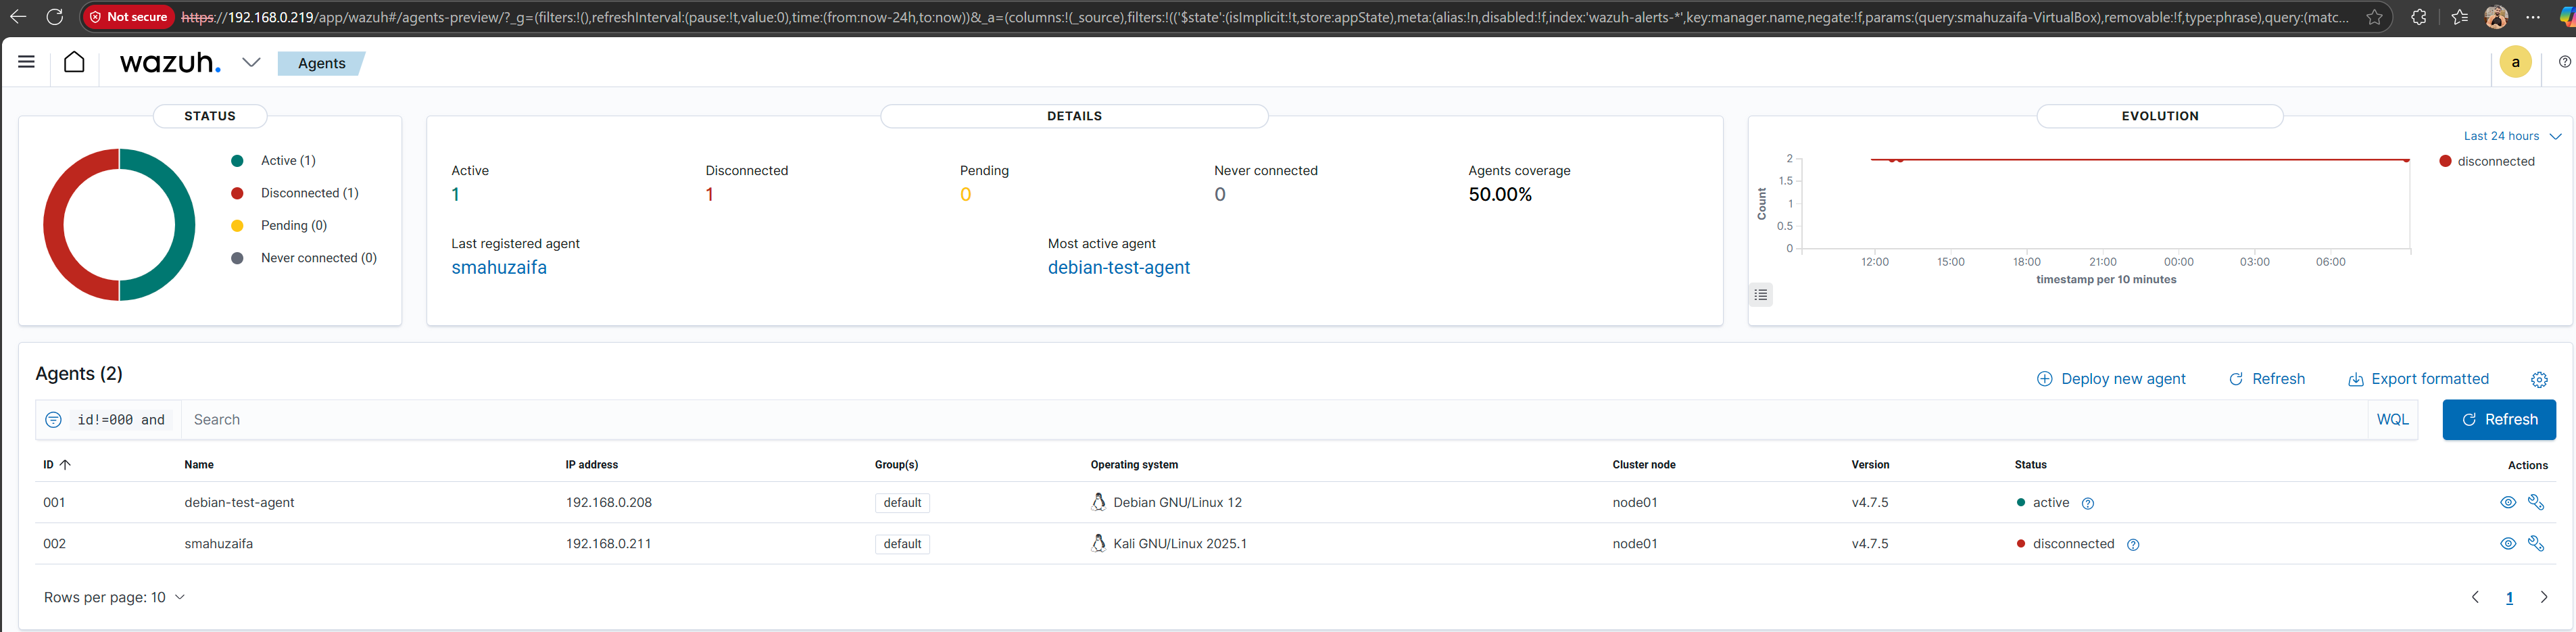 Not secure https://192.168.0.219/app/wazuh#/agents-preview/?_g=(filters:!(),refreshInterval:(pause:!t,value:0),time:(from:now-24h,to:now))&_a=(columns:!(_source),filters:!(('$state':(isImplicit:!t,store:appState),meta:(alias:!n,disabled:!f,index:'wazuh-alerts-*',key:manager.name,negate:!f,params:(query:smahuzaifa-VirtualBox),removable:!f,type:phrase),query:(matc...
wazuh. Agents a
STATUS
Active (1)
Disconnected (1)
Pending (0)
Never connected (0)
DETAILS
Active Disconnected Pending Never connected Agents coverage
1 1 0 0 50.00%
Last registered agent Most active agent
smahuzaifa debian-test-agent
EVOLUTION
Last 24 hours
disconnected
Count
2
1.5
1
0.5
0
12:00 15:00 18:00 21:00 00:00 03:00 06:00
timestamp per 10 minutes
Agents (2) Deploy new agent Refresh Export formatted
id!=000 and Search WQL Refresh
ID Name IP address Group(s) Operating system Cluster node Version Status Actions
001 debian-test-agent 192.168.0.208 default Debian GNU/Linux 12 node01 v4.7.5 active
002 smahuzaifa 192.168.0.211 default Kali GNU/Linux 2025.1 node01 v4.7.5 disconnected
Rows per page: 10 1